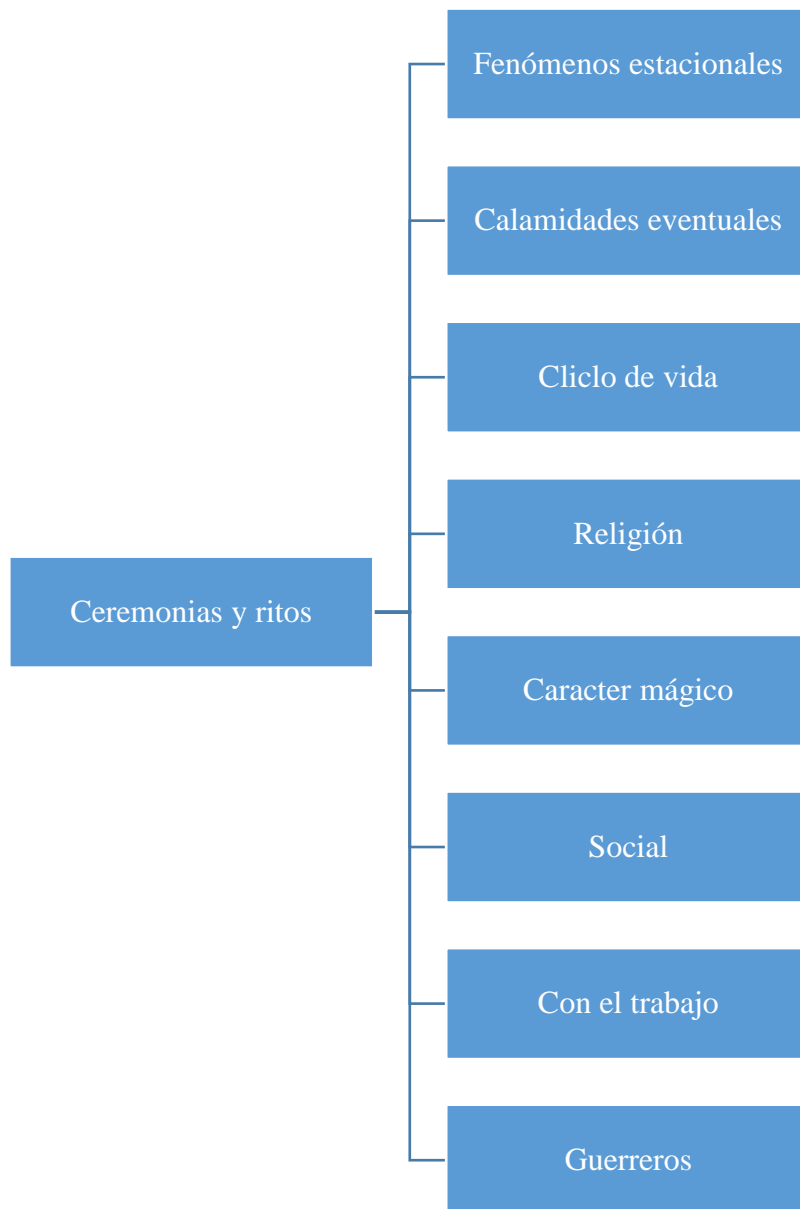 Fenómenos estacionales
Calamidades eventuales
Cliclo de vida
Religión
Ceremonias y ritos
Caracter mágico
Social
Con el trabajo
Guerreros